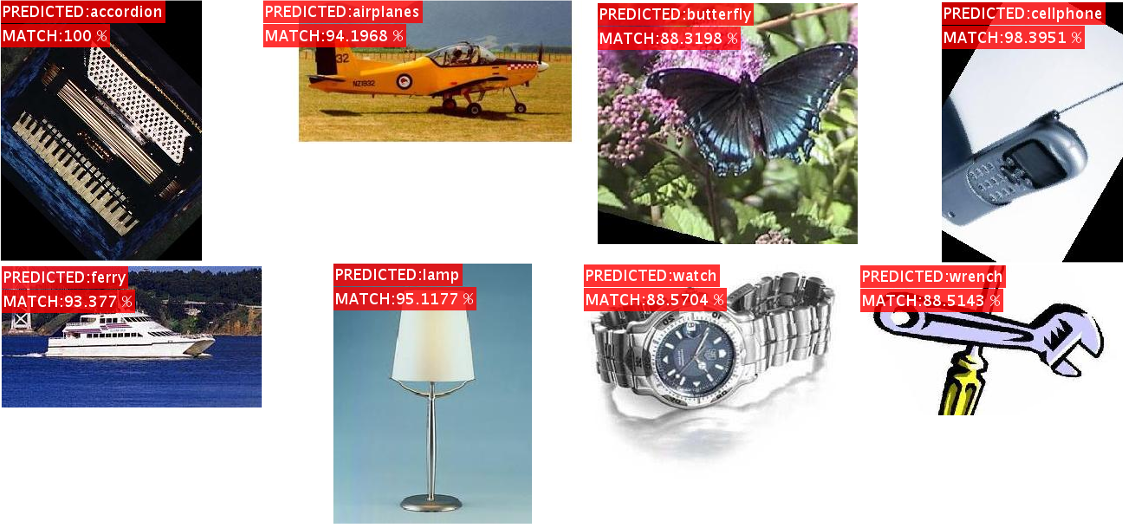 PREDICTED:accordion
MATCH:100 %
PREDICTED:airplanes
MATCH:94.1968 %
32
NZ1932
PREDICTED:butterfly
MATCH:88.3198 %
PREDICTED:cellphone
MATCH:98.3951 %
PREDICTED:ferry
MATCH:93.377 %
PREDICTED:lamp
MATCH:95.1177 %
PREDICTED:watch
MATCH:88.5704 %
PREDICTED:wrench
MATCH:88.5143 %